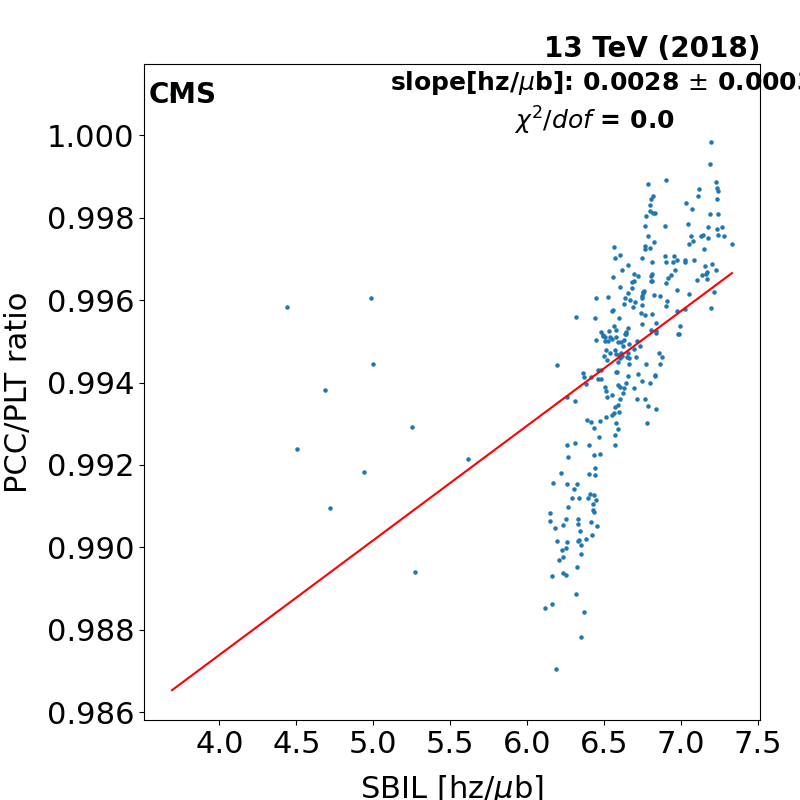 13 TeV (2018)
CMS
slope[hz/μb]: 0.0028 ± 0.0003
χ²/dof = 0.0
1.000
0.998
0.996
0.994
0.992
0.990
0.988
0.986
PCC/PLT ratio
4.0 4.5 5.0 5.5 6.0 6.5 7.0 7.5
SBIL [hz/μb]